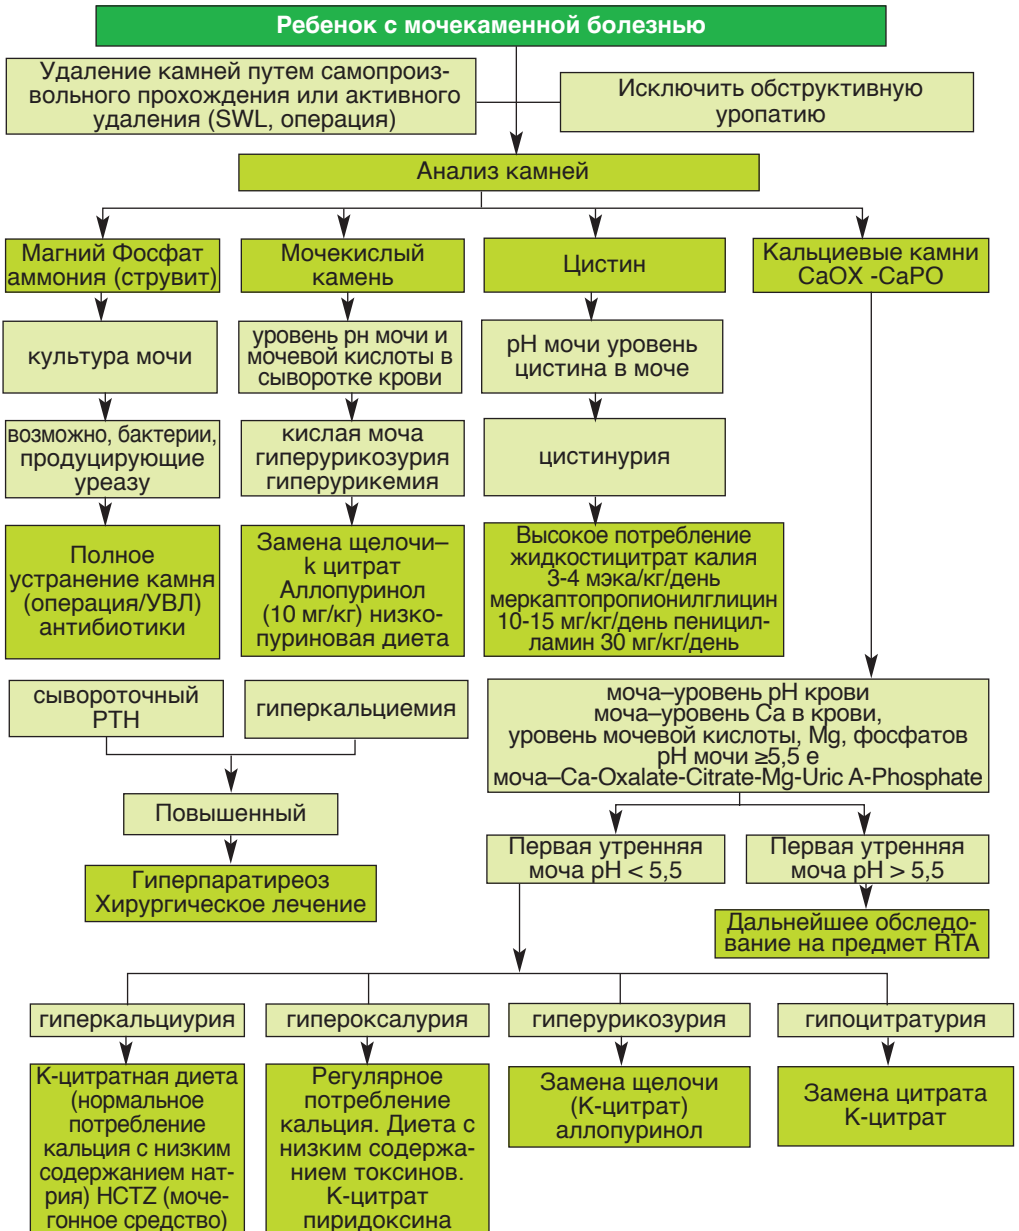 Ребенок с мочекаменной болезнью
Удаление камней путем самопроиз-
вольного прохождения или активного
удаления (SWL, операция)
Исключить обструктивную
уропатию
Анализ камней
Магний Фосфат
аммония (струвит)
Мочекислый
камень
Цистин
Кальциевые камни
CaOX -CaPO
культура мочи
уровень рн мочи и
мочевой кислоты в
сыворотке крови
pH мочи уровень
цистина в моче
возможно, бактерии,
продуцирующие
уреазу
кислая моча
гиперурикозурия
гиперурикемия
цистинурия
Полное
устранение камня
(операция/УВЛ)
антибиотики
Замена щелочи–
k цитрат
Аллопуринол
(10 мг/кг) низко-
пуриновая диета
Высокое потребление
жидкостицитрат калия
3-4 мэка/кг/день
меркаптопропионилглицин
10-15 мг/кг/день пеницил-
ламин 30 мг/кг/день
сывороточный
PTH
гиперкальциемия
моча–уровень pH крови
моча–уровень Ca в крови,
уровень мочевой кислоты, Mg, фосфатов
pH мочи ≥5,5 е
моча–Ca-Oxalate-Citrate-Mg-Uric A-Phosphate
Повышенный
Первая утренняя
моча pH < 5,5
Первая утренняя
моча pH > 5,5
Гиперпаратиреоз
Хирургическое лечение
Дальнейшее обследо-
вание на предмет RTA
гиперкальциурия
гипероксалурия
гиперурикозурия
гипоцитратурия
К-цитратная диета
(нормальное
потребление
кальция с низким
содержанием нат-
рия) HCTZ (моче-
гонное средство)
Регулярное
потребление
кальция. Диета с
низким содержа-
нием токсинов.
К-цитрат
пиридоксина
Замена щелочи
(К-цитрат)
аллопуринол
Замена цитрата
К-цитрат